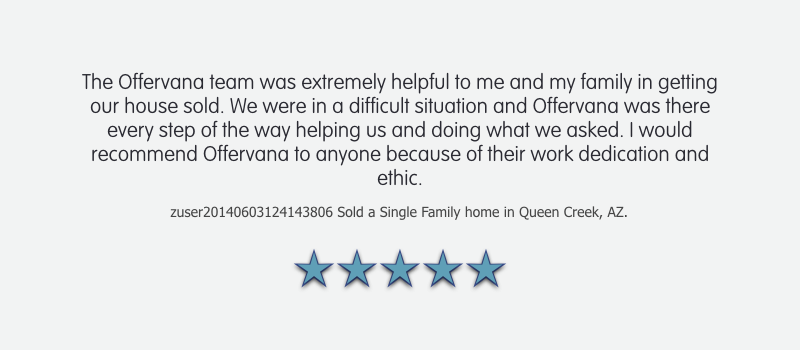 The Offervana team was extremely helpful to me and my family in getting
our house sold. We were in a difficult situation and Offervana was there
every step of the way helping us and doing what we asked. I would
recommend Offervana to anyone because of their work dedication and
ethic.
zuser20140603124143806 Sold a Single Family home in Queen Creek, AZ.